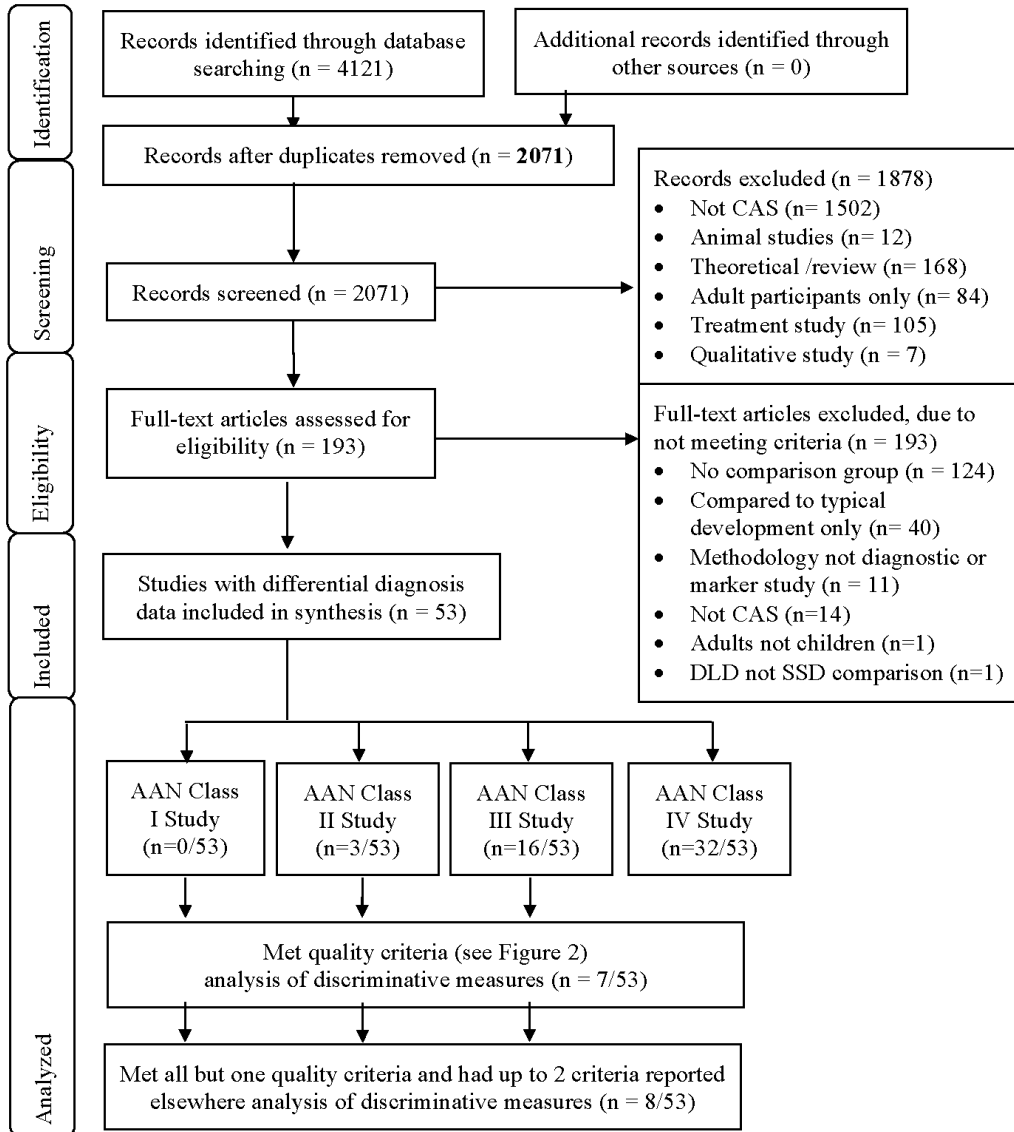 Identification
Records identified through database
searching (n = 4121)
Additional records identified through
other sources (n = 0)
Records after duplicates removed (n = 2071)
Screening
Records screened (n = 2071)
Records excluded (n = 1878)
• Not CAS (n= 1502)
• Animal studies (n= 12)
• Theoretical /review (n= 168)
• Adult participants only (n= 84)
• Treatment study (n= 105)
• Qualitative study (n = 7)
Eligibility
Full-text articles assessed for
eligibility (n = 193)
Full-text articles excluded, due to
not meeting criteria (n = 193)
• No comparison group (n = 124)
• Compared to typical
development only (n= 40)
• Methodology not diagnostic or
marker study (n = 11)
• Not CAS (n=14)
• Adults not children (n=1)
• DLD not SSD comparison (n=1)
Included
Studies with differential diagnosis
data included in synthesis (n = 53)
Analyzed
AAN Class
I Study
(n=0/53)
AAN Class
II Study
(n=3/53)
AAN Class
III Study
(n=16/53)
AAN Class
IV Study
(n=32/53)
Met quality criteria (see Figure 2)
analysis of discriminative measures (n = 7/53)
Met all but one quality criteria and had up to 2 criteria reported
elsewhere analysis of discriminative measures (n = 8/53)